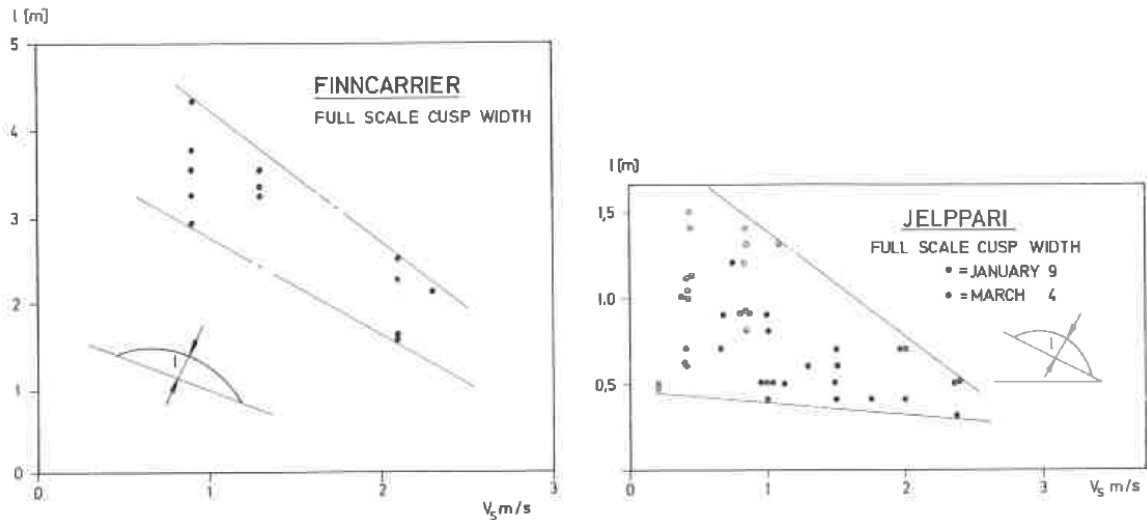 l [m]
5
4
3
2
1
0
FINNCARRIER
FULL SCALE CUSP WIDTH
l
0 1 2 3
V_S m/s
l [m]
1,5
1.0
0,5
0
JELPPARI
FULL SCALE CUSP WIDTH
• = JANUARY 9
• = MARCH 4
l
0 1 2 3
V_S m/s